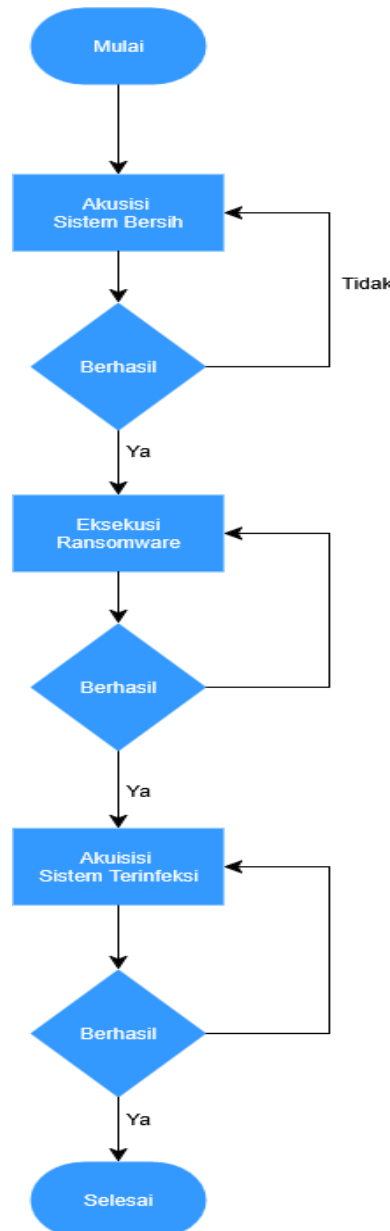 Mulai
Akusisi
Sistem Bersih
Tidak
Berhasil
Ya
Eksekusi
Ransomware
Berhasil
Ya
Akuisisi
Sistem Terinfeksi
Berhasil
Ya
Selesai